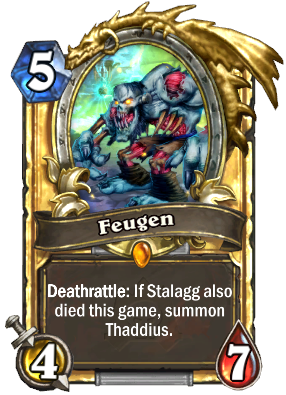 5
Feugen
Deathrattle: If Stalagg also
died this game, summon
Thaddius.
4
7